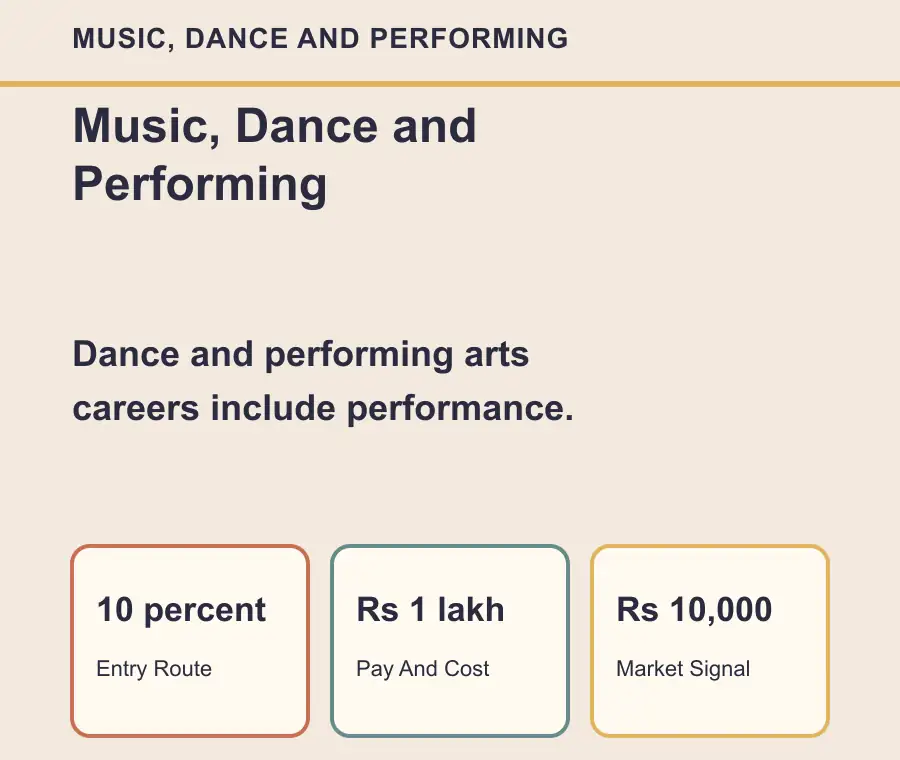 MUSIC, DANCE AND PERFORMING
Music, Dance and
Performing
Dance and performing arts
careers include performance.
10 percent
Entry Route
Rs 1 lakh
Pay And Cost
Rs 10,000
Market Signal